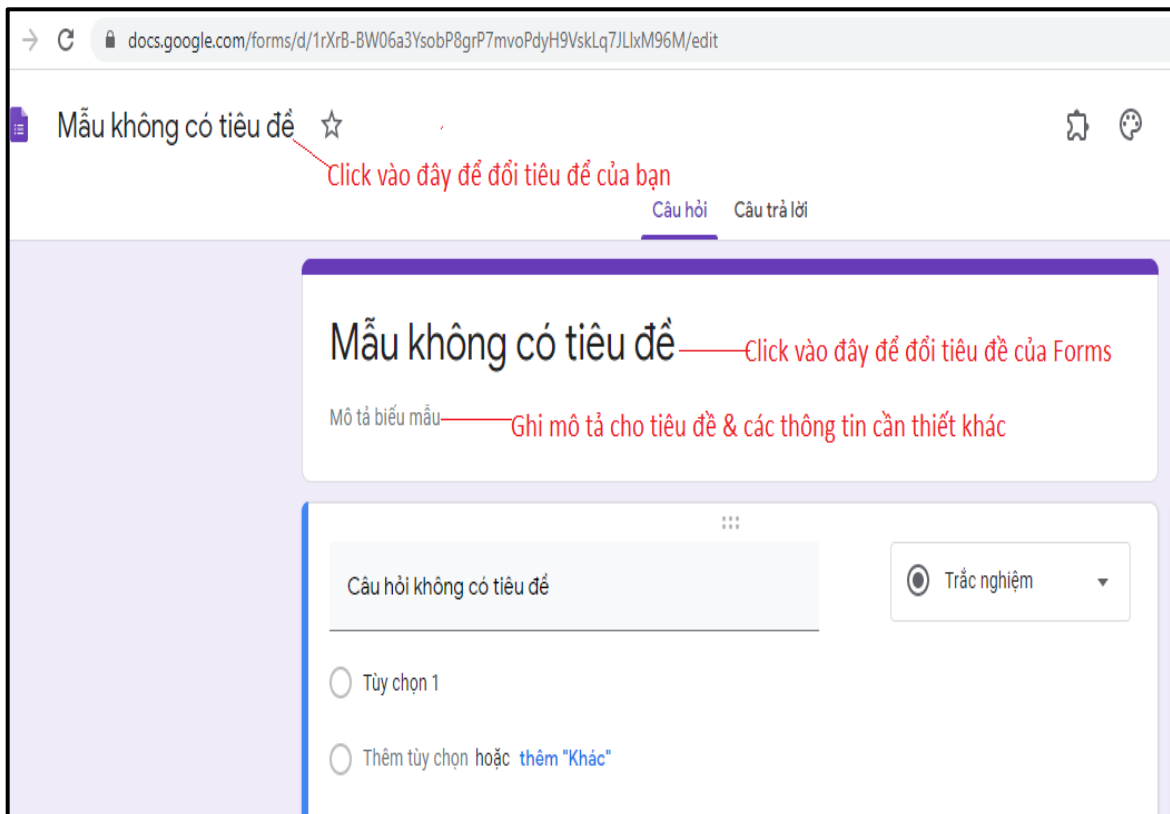 docs.google.com/forms/d/1rXrB-BW06a3YsobP8grP7mvoPdyH9VskLq7JLlxM96M/edit
Mẫu không có tiêu đề
Click vào đây để đổi tiêu để của bạn
Câu hỏi Câu trả lời
Mẫu không có tiêu đề Click vào đây để đổi tiêu đề của Forms
Mô tả biểu mẫu Ghi mô tả cho tiêu đề & các thông tin cần thiết khác
Câu hỏi không có tiêu đề Trắc nghiệm
Tùy chọn 1
Thêm tùy chọn hoặc thêm "Khác"